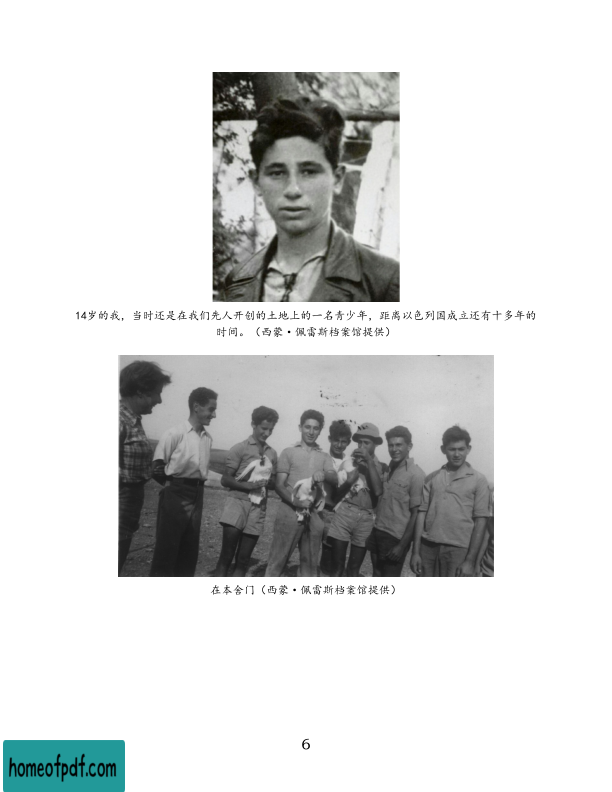 14岁的我，当时还是在我们先人开创的土地上的一名青少年，距离以色列国成立还有十多年的
时间。（西蒙·佩雷斯档案馆提供）
在本舍门（西蒙·佩雷斯档案馆提供）
6
homeofpdf.com